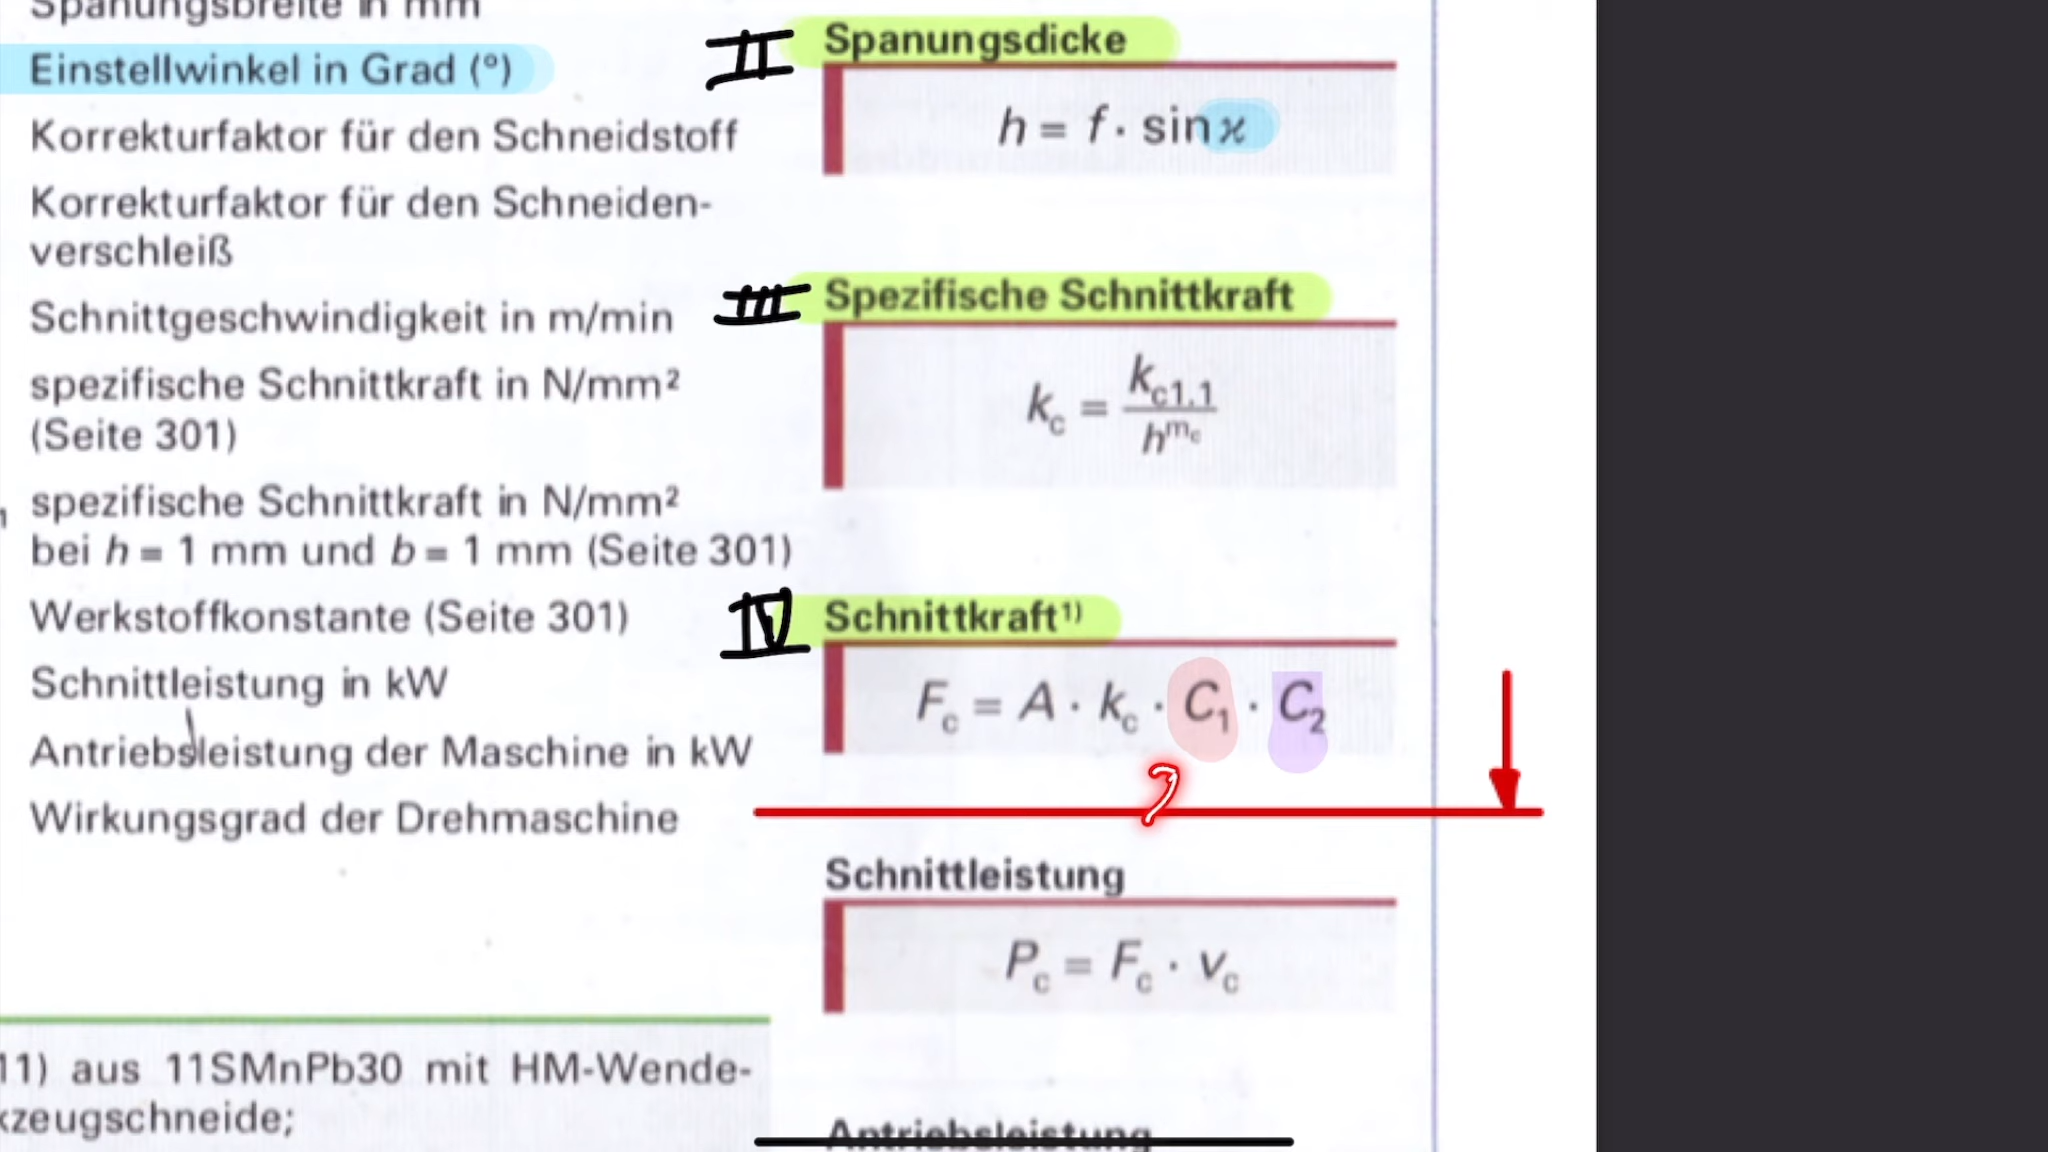 Spanungsbreite in mm
Einstellwinkel in Grad (°)
Korrekturfaktor für den Schneidstoff
Korrekturfaktor für den Schneiden-
verschleiß
Schnittgeschwindigkeit in m/min
spezifische Schnittkraft in N/mm²
(Seite 301)
1 spezifische Schnittkraft in N/mm²
bei h = 1 mm und b = 1 mm (Seite 301)
Werkstoffkonstante (Seite 301)
Schnittleistung in kW
Antriebsleistung der Maschine in kW
Wirkungsgrad der Drehmaschine
11) aus 11SMnPb30 mit HM-Wende-
kzeugschneide;
II Spanungsdicke
h = f · sin ϰ
III Spezifische Schnittkraft
k_c = k_c1.1 / h^m_c
IV Schnittkraft¹⁾
F_c = A · k_c · C₁ · C₂
Schnittleistung
P_c = F_c · v_c
Antriebsleistung